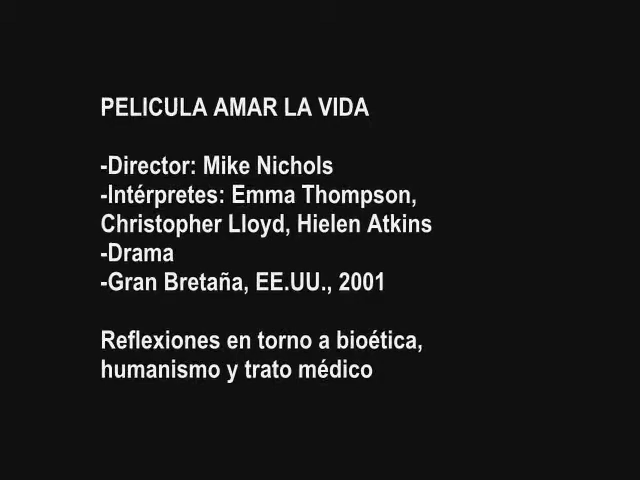 PELICULA AMAR LA VIDA
-Director: Mike Nichols
-Intérpretes: Emma Thompson,
Christopher Lloyd, Hielen Atkins
-Drama
-Gran Bretaña, EE.UU., 2001
Reflexiones en torno a bioética,
humanismo y trato médico